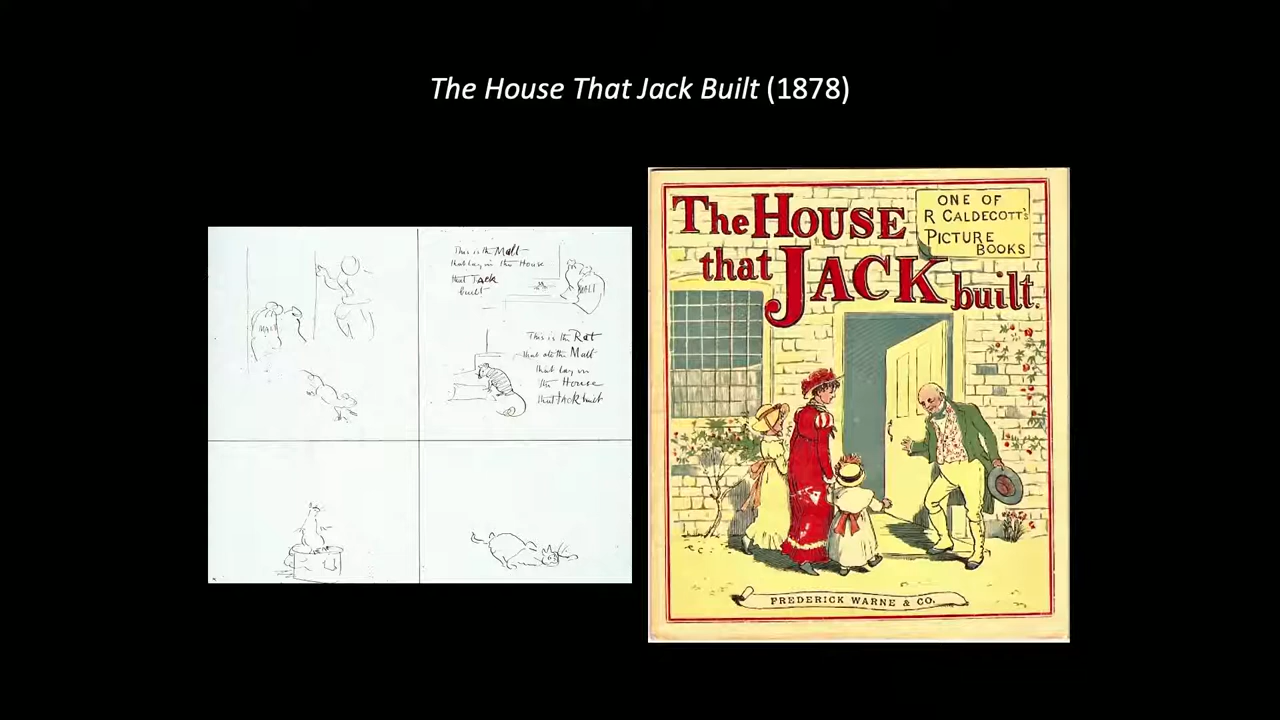 The House That Jack Built (1878)
This is the Malt
that lay in the House
that Jack
built
MALT
MALT
This is the Rat
that ate the Malt
that lay in
the House
that JACK built
The HOUSE
that JACK built.
ONE OF
R CALDECOTT's
PICTURE
BOOKS
FREDERICK WARNE & CO.